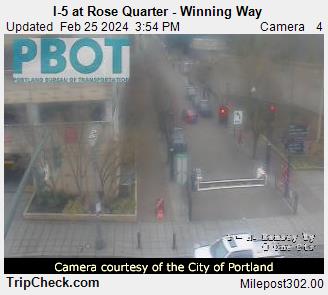 I-5 at Rose Quarter - Winning Way
Updated Feb 25 2024 3:54 PM Camera 4
PBOT
PORTLAND BUREAU OF TRANSPORTATION
Camera courtesy of the City of Portland
TripCheck.com Milepost302.00